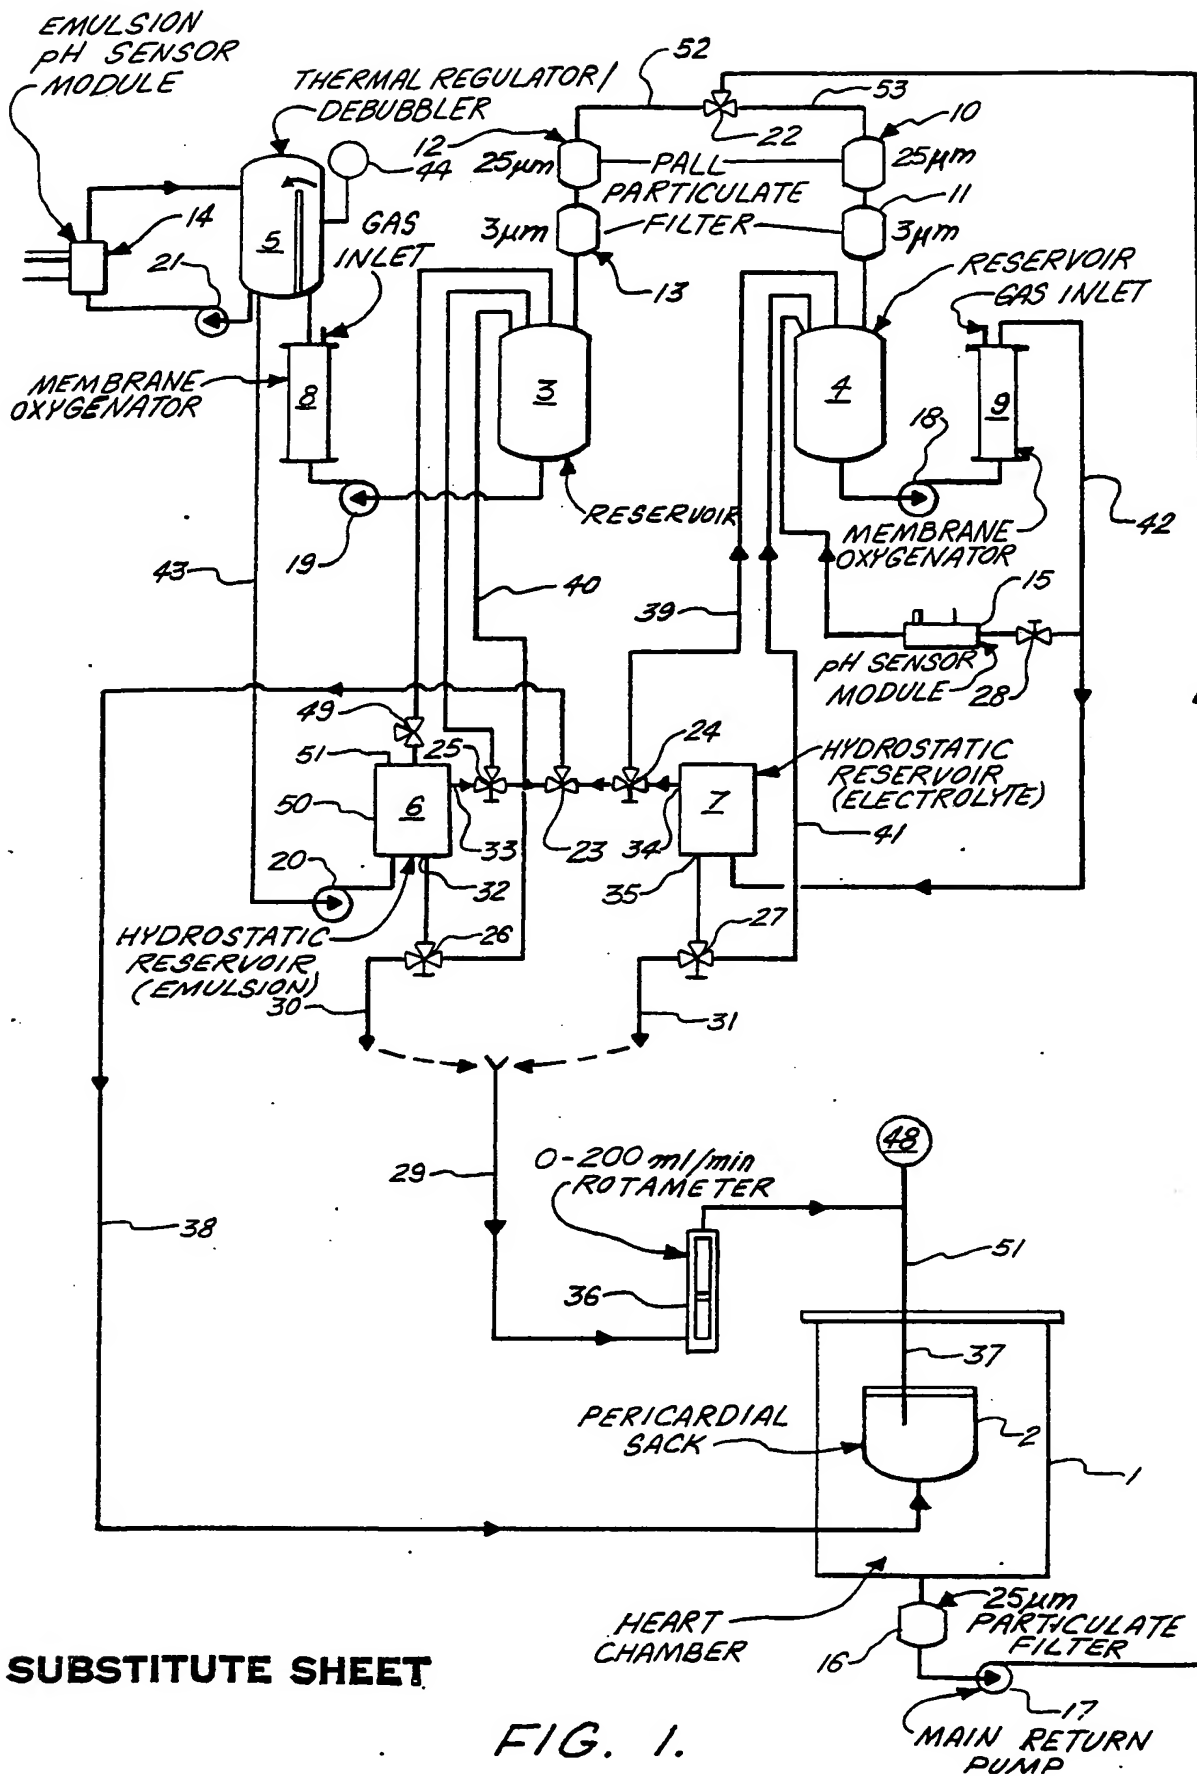 EMULSION
pH SENSOR
MODULE
THERMAL REGULATOR/
DEBUBBLER
52
53
22
10
12
25µm
PALL
PARTICULATE
FILTER
25µm
11
3µm
3µm
13
44
14
5
GAS
INLET
21
RESERVOIR
GAS INLET
MEMBRANE
OXYGENATOR
8
3
4
9
18
19
RESERVOIR
MEMBRANE
OXYGENATOR
42
43
40
39
15
pH SENSOR
MODULE
28
49
51
25
24
HYDROSTATIC
RESERVOIR
(ELECTROLYTE)
50
6
7
33
23
34
41
20
32
35
HYDROSTATIC
RESERVOIR
(EMULSION)
26
27
30
31
48
29
0-200 ml/min
ROTAMETER
38
51
36
37
PERICARDIAL
SACK
2
1
HEART
CHAMBER
25µm
PARTICULATE
FILTER
16
17
MAIN RETURN
PUMP
SUBSTITUTE SHEET
FIG. 1.